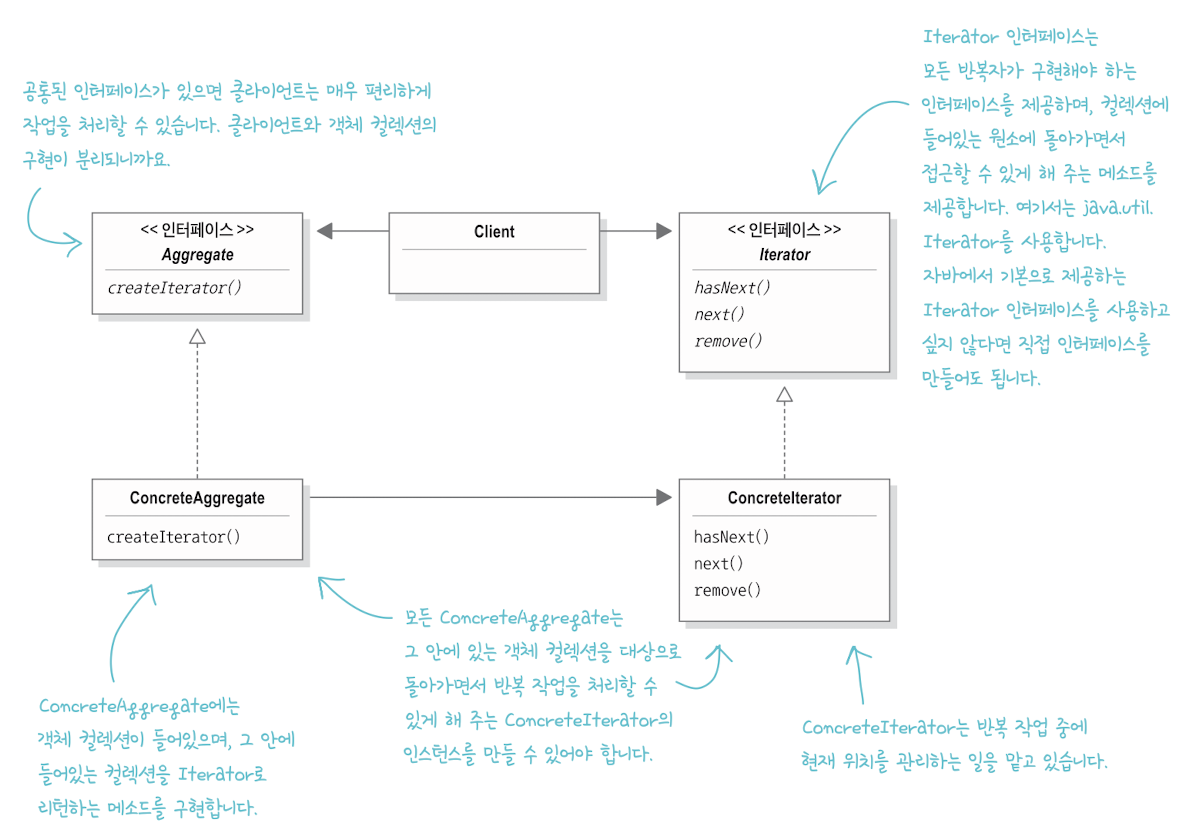 공통된 인터페이스가 있으면 클라이언트는 매우 편리하게
작업을 처리할 수 있습니다. 클라이언트와 객체 컬렉션의
구현이 분리되니까요.
Iterator 인터페이스는
모든 반복자가 구현해야 하는
인터페이스를 제공하며, 컬렉션에
들어있는 원소에 돌아가면서
접근할 수 있게 해 주는 메소드를
제공합니다. 여기서는 java.util.
Iterator를 사용합니다.
자바에서 기본으로 제공하는
Iterator 인터페이스를 사용하고
싶지 않다면 직접 인터페이스를
만들어도 됩니다.
<< 인터페이스 >>
Aggregate
createIterator()
Client
<< 인터페이스 >>
Iterator
hasNext()
next()
remove()
ConcreteAggregate
createIterator()
ConcreteIterator
hasNext()
next()
remove()
ConcreteAggregate에는
객체 컬렉션이 들어있으며, 그 안에
들어있는 컬렉션을 Iterator로
리턴하는 메소드를 구현합니다.
모든 ConcreteAggregate는
그 안에 있는 객체 컬렉션을 대상으로
돌아가면서 반복 작업을 처리할 수
있게 해 주는 ConcreteIterator의
인스턴스를 만들 수 있어야 합니다.
ConcreteIterator는 반복 작업 중에
현재 위치를 관리하는 일을 맡고 있습니다.